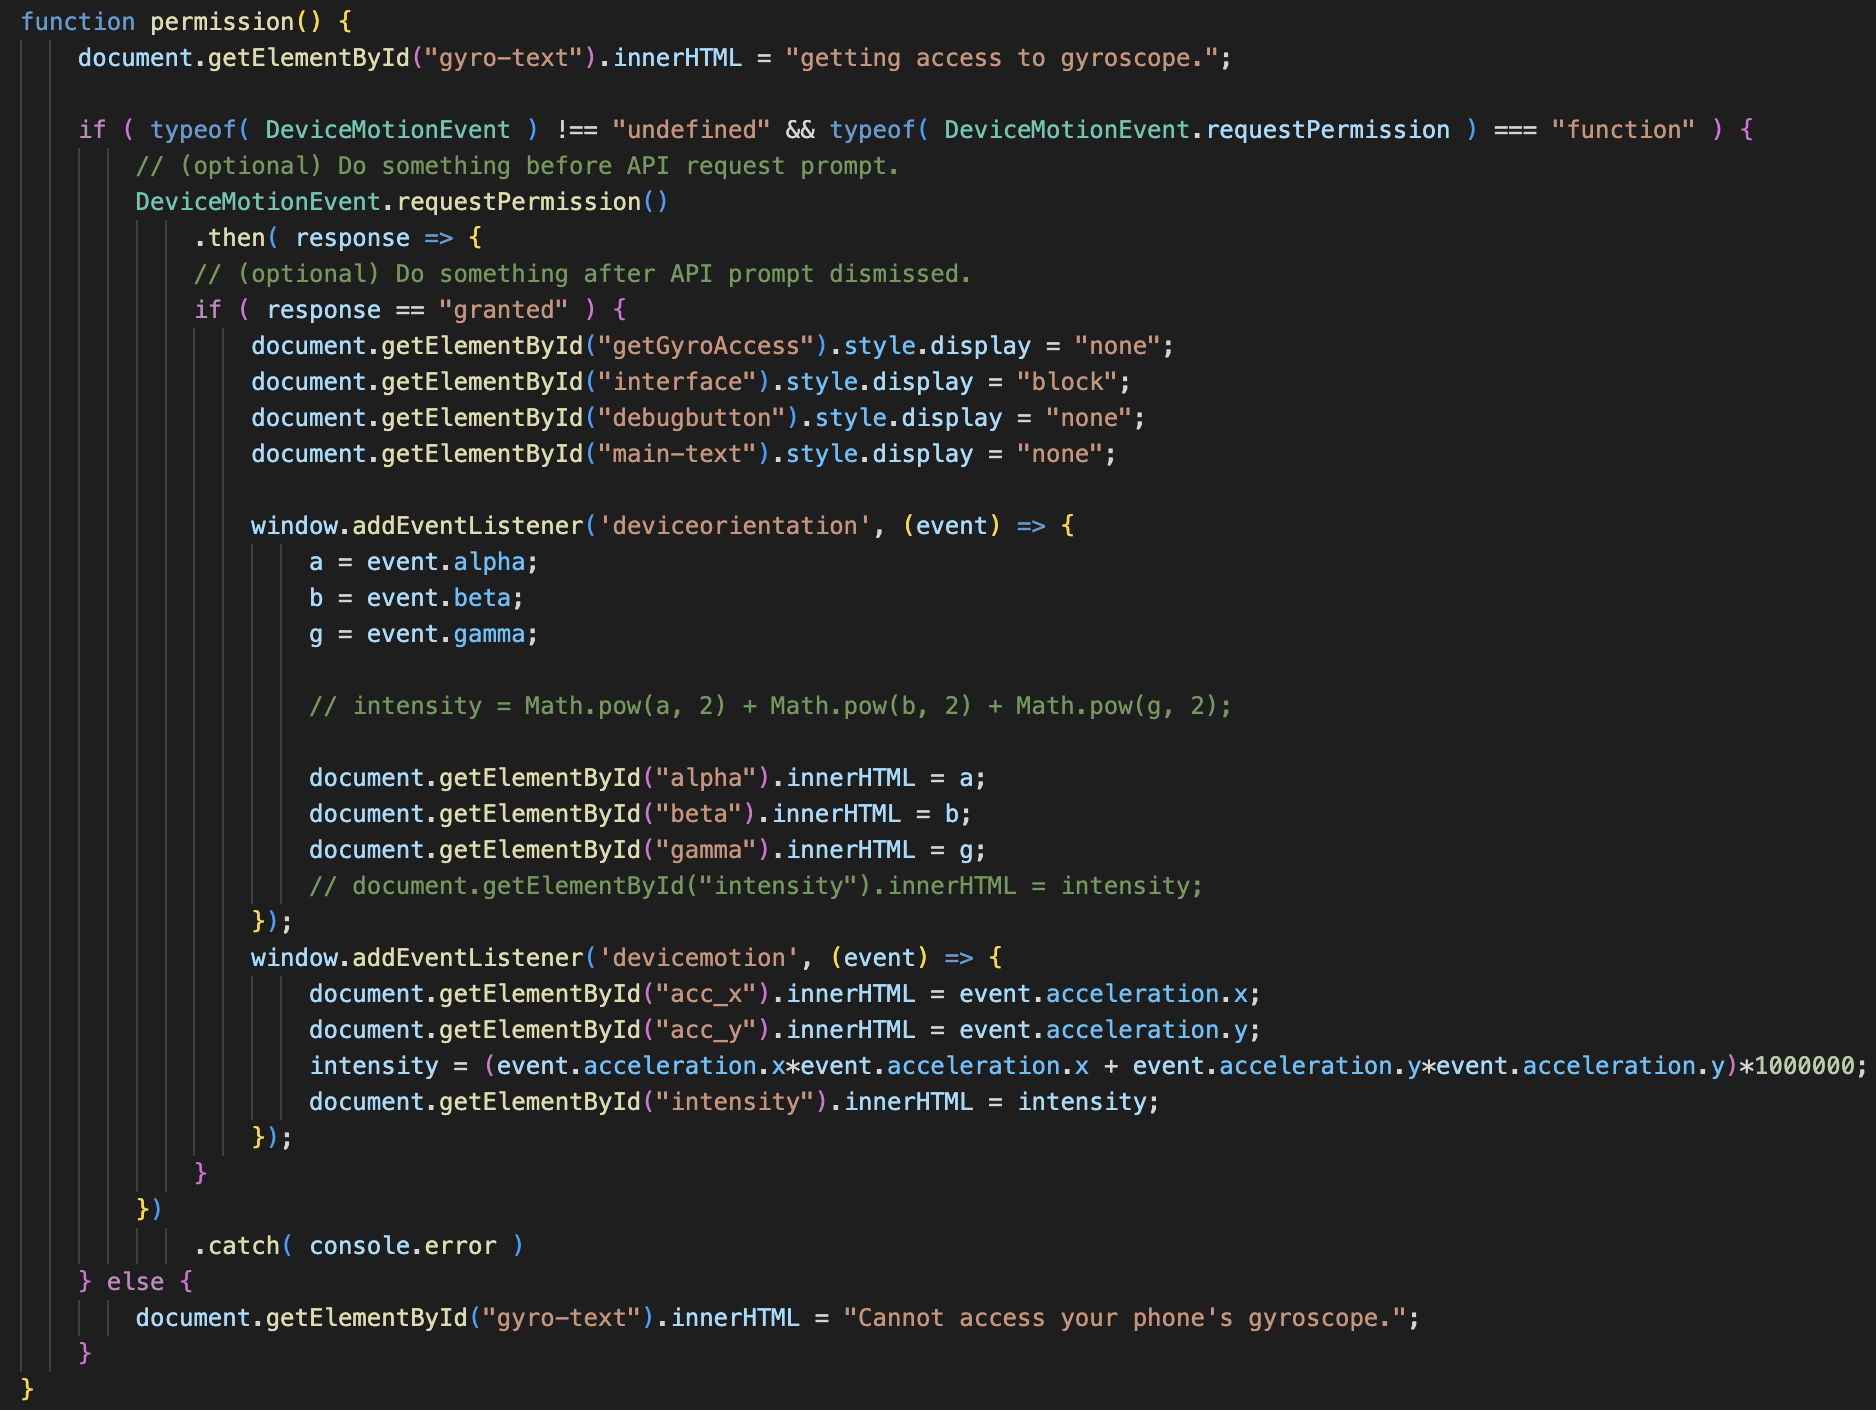 function permission() {
document.getElementById("gyro-text").innerHTML = "getting access to gyroscope.";
if ( typeof( DeviceMotionEvent ) !== "undefined" && typeof( DeviceMotionEvent.requestPermission ) === "function" ) {
// (optional) Do something before API request prompt.
DeviceMotionEvent.requestPermission()
.then( response => {
// (optional) Do something after API prompt dismissed.
if ( response == "granted" ) {
document.getElementById("getGyroAccess").style.display = "none";
document.getElementById("interface").style.display = "block";
document.getElementById("debugbutton").style.display = "none";
document.getElementById("main-text").style.display = "none";
window.addEventListener('deviceorientation', (event) => {
a = event.alpha;
b = event.beta;
g = event.gamma;
// intensity = Math.pow(a, 2) + Math.pow(b, 2) + Math.pow(g, 2);
document.getElementById("alpha").innerHTML = a;
document.getElementById("beta").innerHTML = b;
document.getElementById("gamma").innerHTML = g;
// document.getElementById("intensity").innerHTML = intensity;
});
window.addEventListener('devicemotion', (event) => {
document.getElementById("acc_x").innerHTML = event.acceleration.x;
document.getElementById("acc_y").innerHTML = event.acceleration.y;
intensity = (event.acceleration.x*event.acceleration.x + event.acceleration.y*event.acceleration.y)*1000000;
document.getElementById("intensity").innerHTML = intensity;
});
}
})
.catch( console.error )
} else {
document.getElementById("gyro-text").innerHTML = "Cannot access your phone's gyroscope.";
}
}